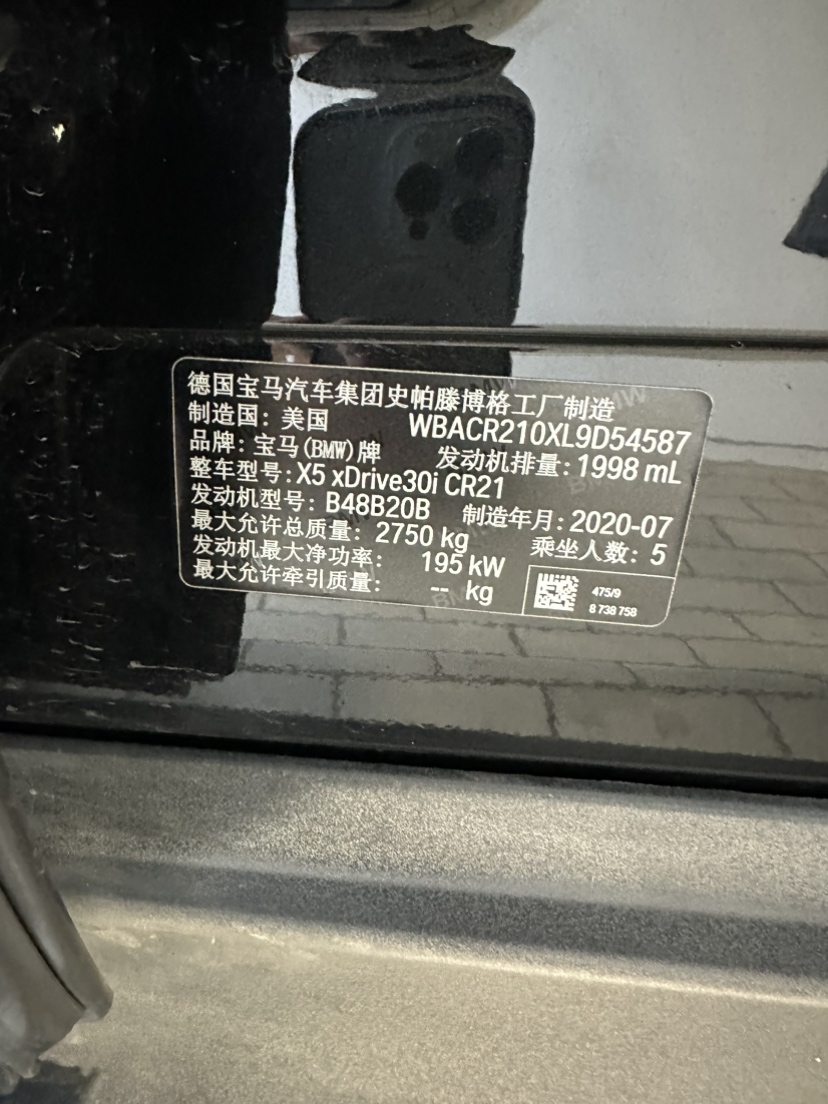 德国宝马汽车集团史帕滕博格工厂制造
制造国: 美国 WBACR210XL9D54587
品牌: 宝马(BMW)牌 发动机排量: 1998 mL
整车型号: X5 xDrive30i CR21
发动机型号: B48B20B 制造年月: 2020-07
最大允许总质量: 2750 kg 乘坐人数: 5
发动机最大净功率: 195 kW
最大允许牵引质量: -- kg
475/9
8 738 758